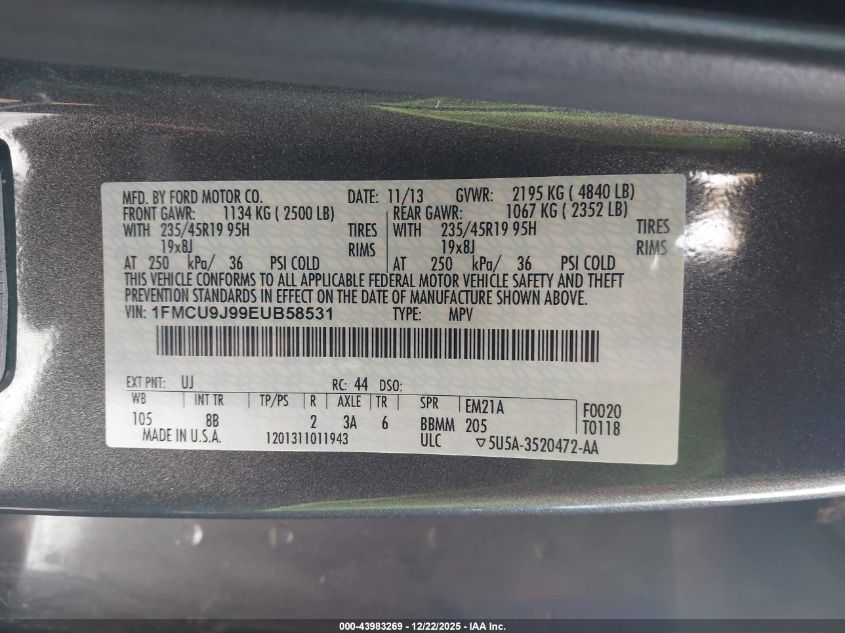 MFD. BY FORD MOTOR CO. DATE: 11/13 GVWR: 2195 KG ( 4840 LB)
FRONT GAWR: 1134 KG ( 2500 LB) REAR GAWR: 1067 KG ( 2352 LB)
WITH 235/45R19 95H TIRES WITH 235/45R19 95H TIRES
19x8J RIMS 19x8J RIMS
AT 250 kPa/ 36 PSI COLD AT 250 kPa/ 36 PSI COLD
THIS VEHICLE CONFORMS TO ALL APPLICABLE FEDERAL MOTOR VEHICLE SAFETY AND THEFT
PREVENTION STANDARDS IN EFFECT ON THE DATE OF MANUFACTURE SHOWN ABOVE.
VIN: 1FMCU9J99EUB58531 TYPE: MPV
EXT PNT: UJ RC: 44 DSO:
WB INT TR TP/PS R AXLE TR SPR EM21A F0020
105 8B 2 3A 6 BBMM 205 T0118
MADE IN U.S.A. 1201311011943 ULC ▽5U5A-3520472-AA
000-43983269 - 12/22/2025 - IAA Inc.